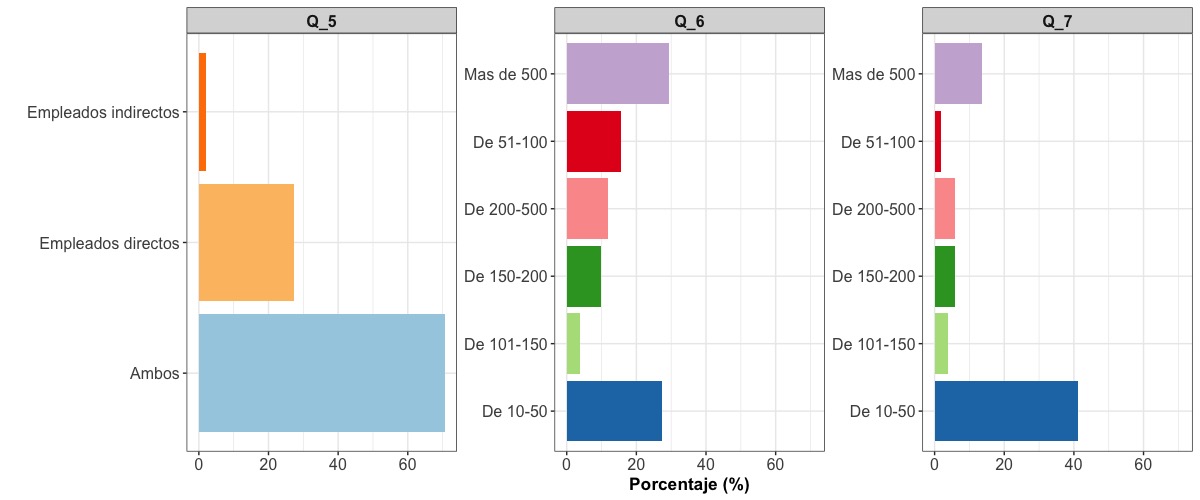 Q_5
Q_6
Q_7
Empleados indirectos
Empleados directos
Ambos
0 20 40 60
Mas de 500
De 51-100
De 200-500
De 150-200
De 101-150
De 10-50
0 20 40 60
Mas de 500
De 51-100
De 200-500
De 150-200
De 101-150
De 10-50
0 20 40 60
Porcentaje (%)